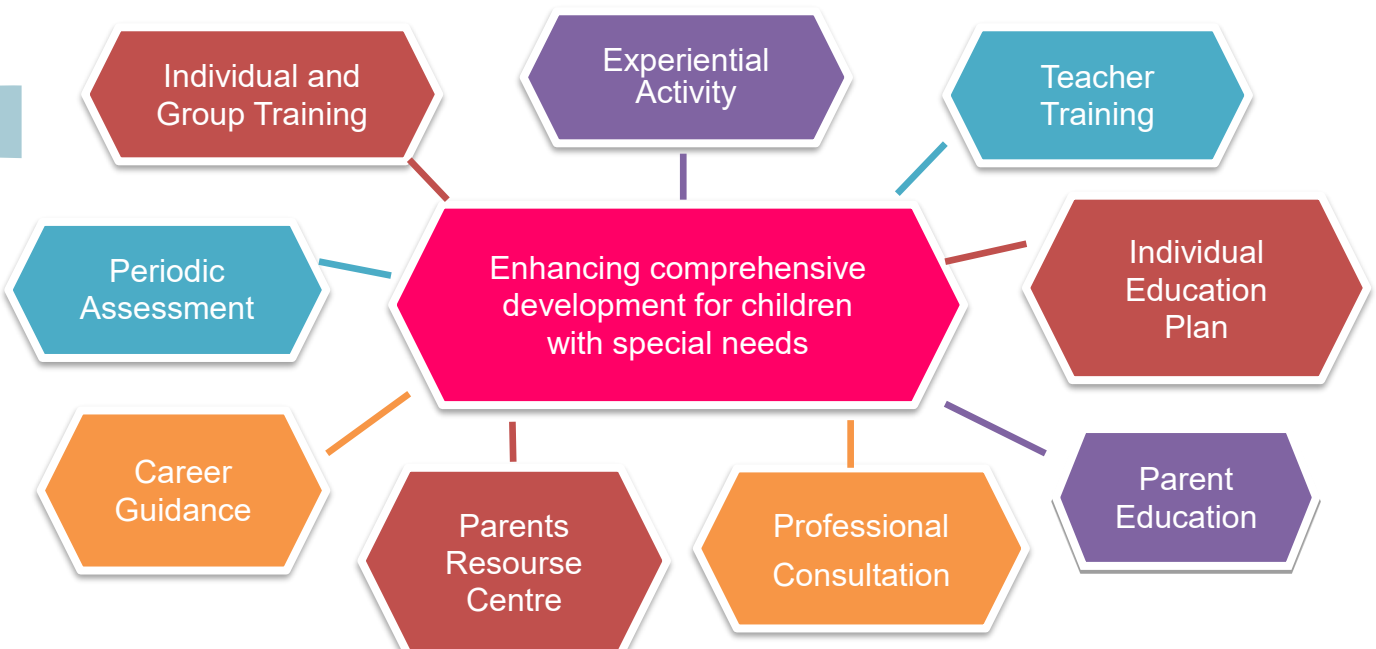 Individual and
Group Training
Experiential
Activity
Teacher
Training
Periodic
Assessment
Enhancing comprehensive
development for children
with special needs
Individual
Education
Plan
Career
Guidance
Parents
Resourse
Centre
Professional
Consultation
Parent
Education